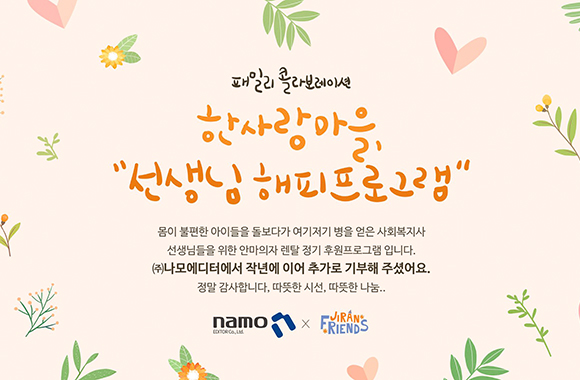 패밀리 콜라보레이션
한사랑마을,
"선생님 해피프로그램"
몸이 불편한 아이들을 돌보다가 여기저기 병을 얻은 사회복지사
선생님들을 위한 안마의자 렌탈 정기 후원프로그램 입니다.
㈜나모에디터에서 작년에 이어 추가로 기부해 주셨어요.
정말 감사합니다, 따뜻한 시선, 따뜻한 나눔..
namo EDITOR Co., Ltd. x JIRAN'S FRIENDS